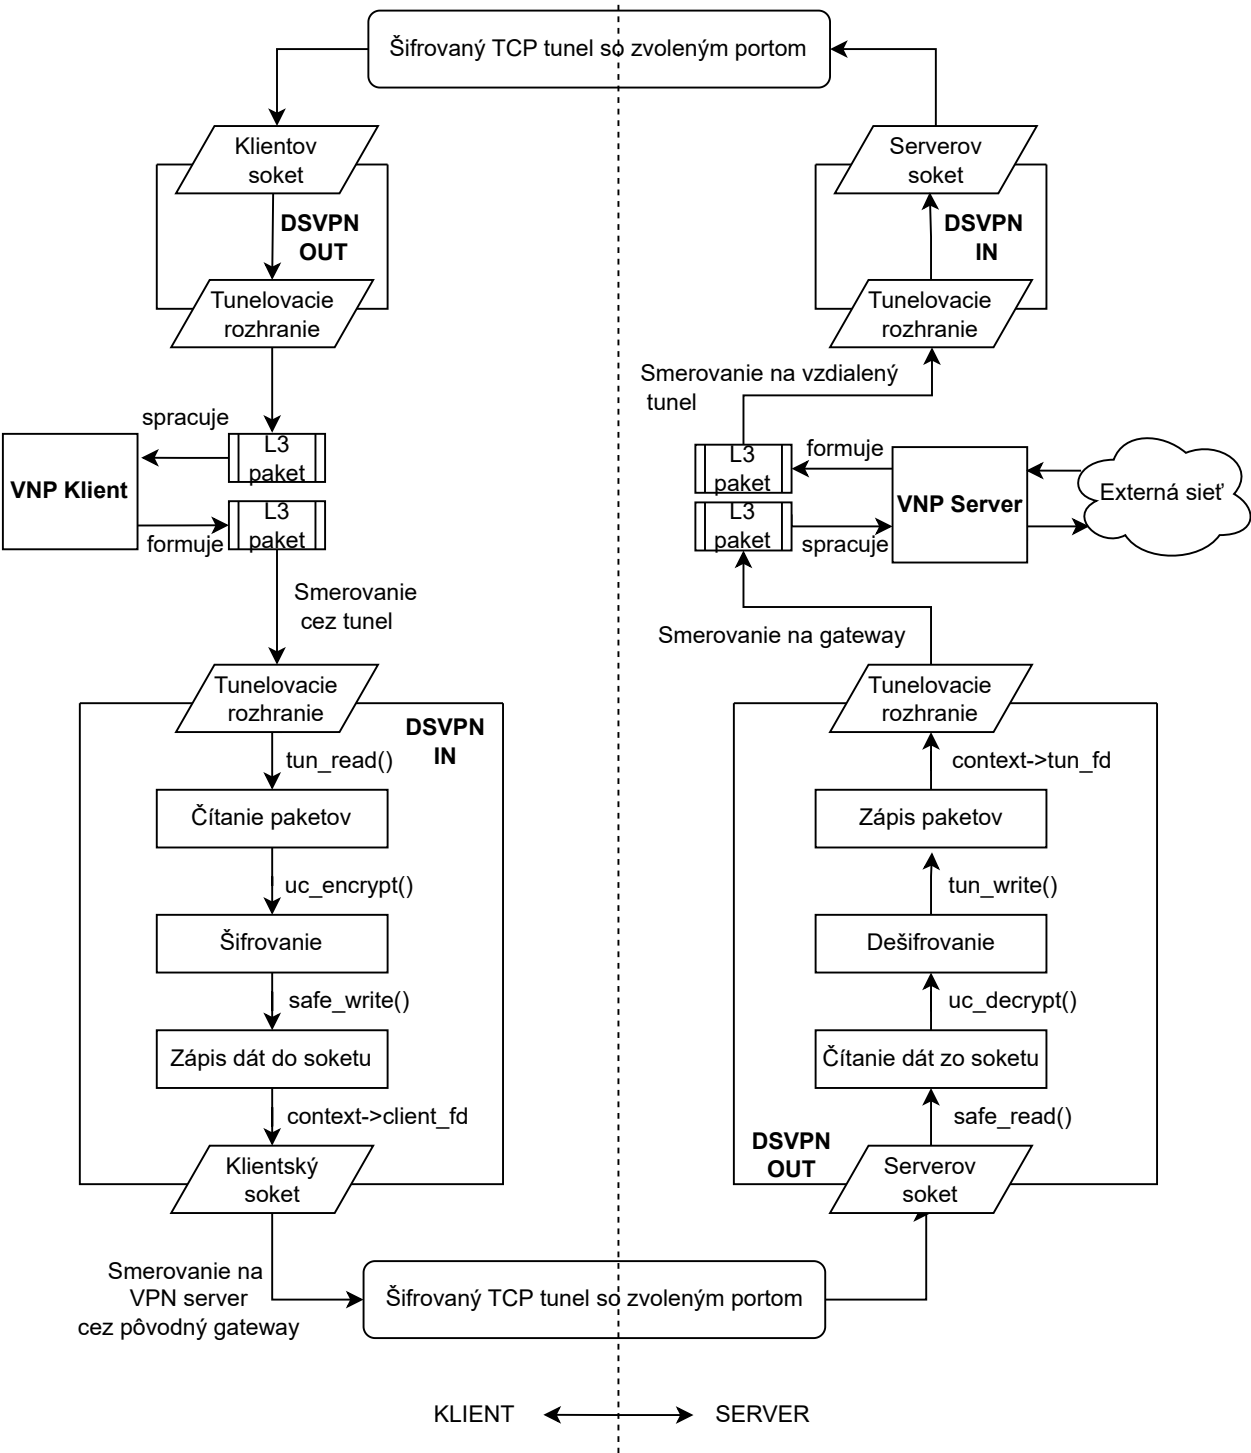 Šifrovaný TCP tunel so zvoleným portom
Klientov
soket
Serverov
soket
DSVPN
OUT
DSVPN
IN
Tunelovacie
rozhranie
Tunelovacie
rozhranie
Smerovanie na vzdialený
tunel
spracuje
L3
paket
VNP Klient
L3
paket
formuje
formuje
L3
paket
VNP Server
Externá sieť
L3
paket
spracuje
Smerovanie
cez tunel
Smerovanie na gateway
Tunelovacie
rozhranie
DSVPN
IN
Tunelovacie
rozhranie
tun_read()
context->tun_fd
Čítanie paketov
Zápis paketov
uc_encrypt()
tun_write()
Šifrovanie
Dešifrovanie
safe_write()
uc_decrypt()
Zápis dát do soketu
Čítanie dát zo soketu
context->client_fd
safe_read()
DSVPN
OUT
Klientský
soket
Serverov
soket
Smerovanie na
VPN server
cez pôvodný gateway
Šifrovaný TCP tunel so zvoleným portom
KLIENT
SERVER